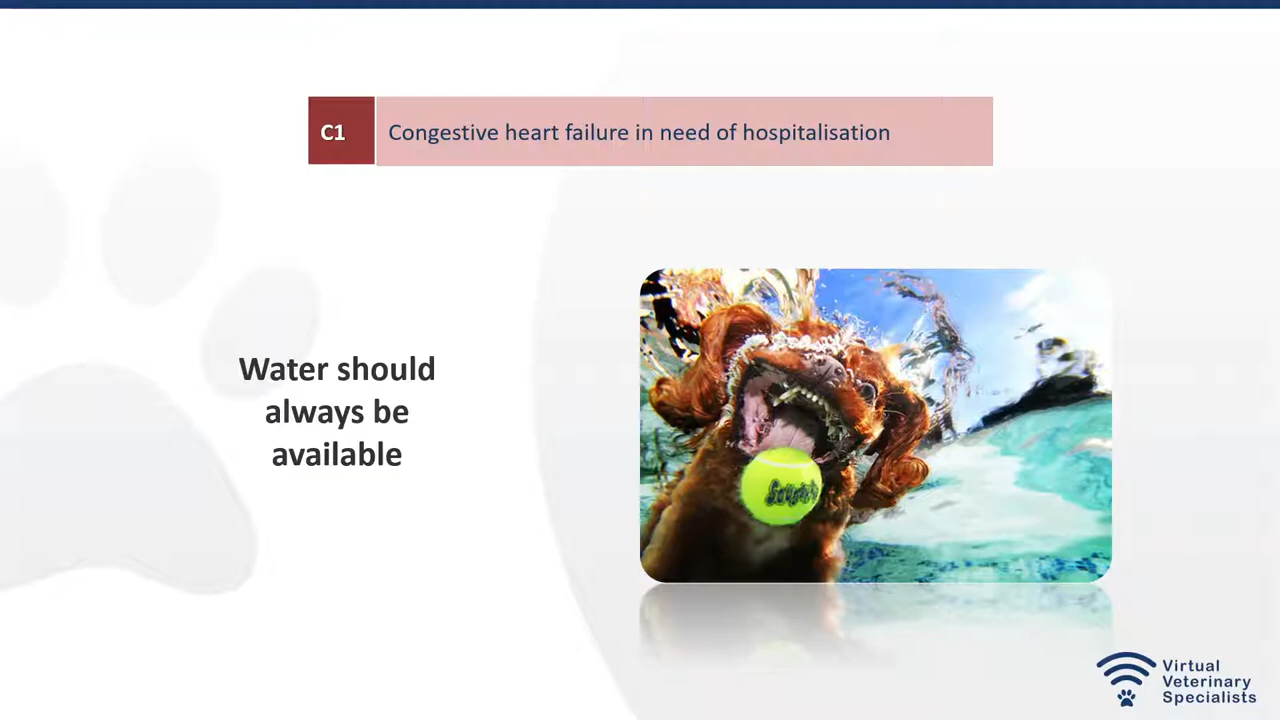 C1
Congestive heart failure in need of hospitalisation
Water should
always be
available
Virtual
Veterinary
Specialists